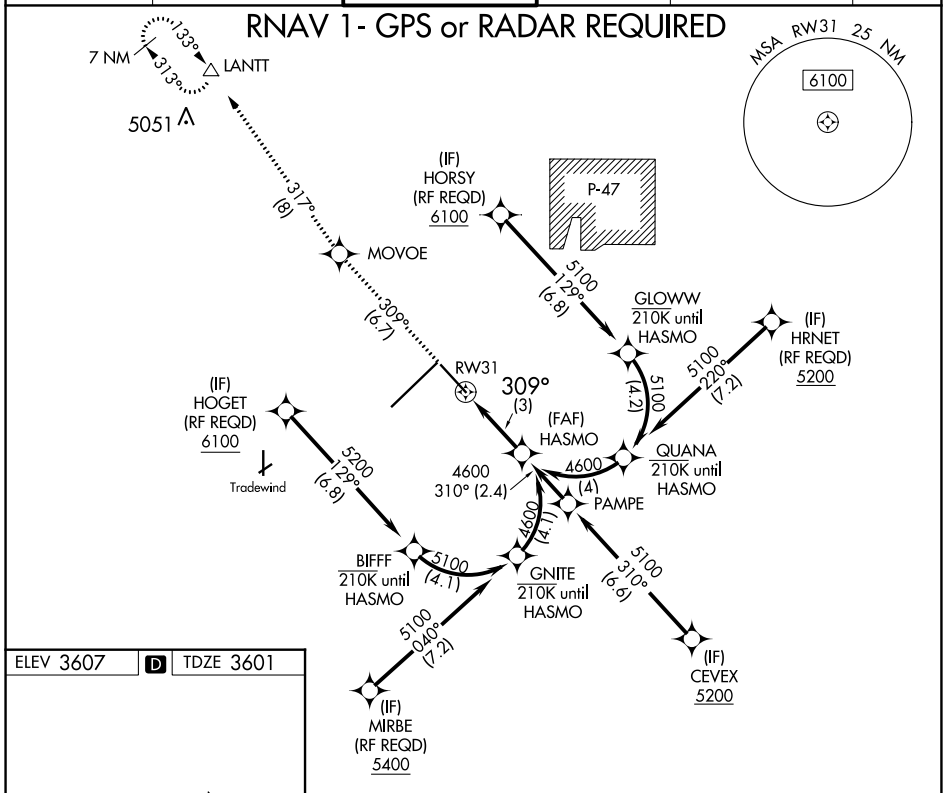 RNAV 1- GPS or RADAR REQUIRED
MSA RW31 25 NM
6100
7 NM
133°
313°
LANTT
5051
317°
(8)
MOVOE
309°
(6.7)
(IF)
HORSY
(RF REQD)
6100
P-47
5100
129°
(6.8)
GLOWW
210K until
HASMO
5100
(4.2)
(IF)
HRNET
(RF REQD)
5200
5100
220°
(7.2)
RW31
309°
(3)
(FAF)
HASMO
(IF)
HOGET
(RF REQD)
6100
Tradewind
5200
129°
(6.8)
4600
310° (2.4)
4600
(4)
QUANA
210K until
HASMO
PAMPE
4600
(4.1)
BIFFF
210K until
HASMO
5100
(4.1)
GNITE
210K until
HASMO
5100
310°
(6.6)
5100
040°
(7.2)
(IF)
CEVEX
5200
(IF)
MIRBE
(RF REQD)
5400
ELEV 3607 D TDZE 3601